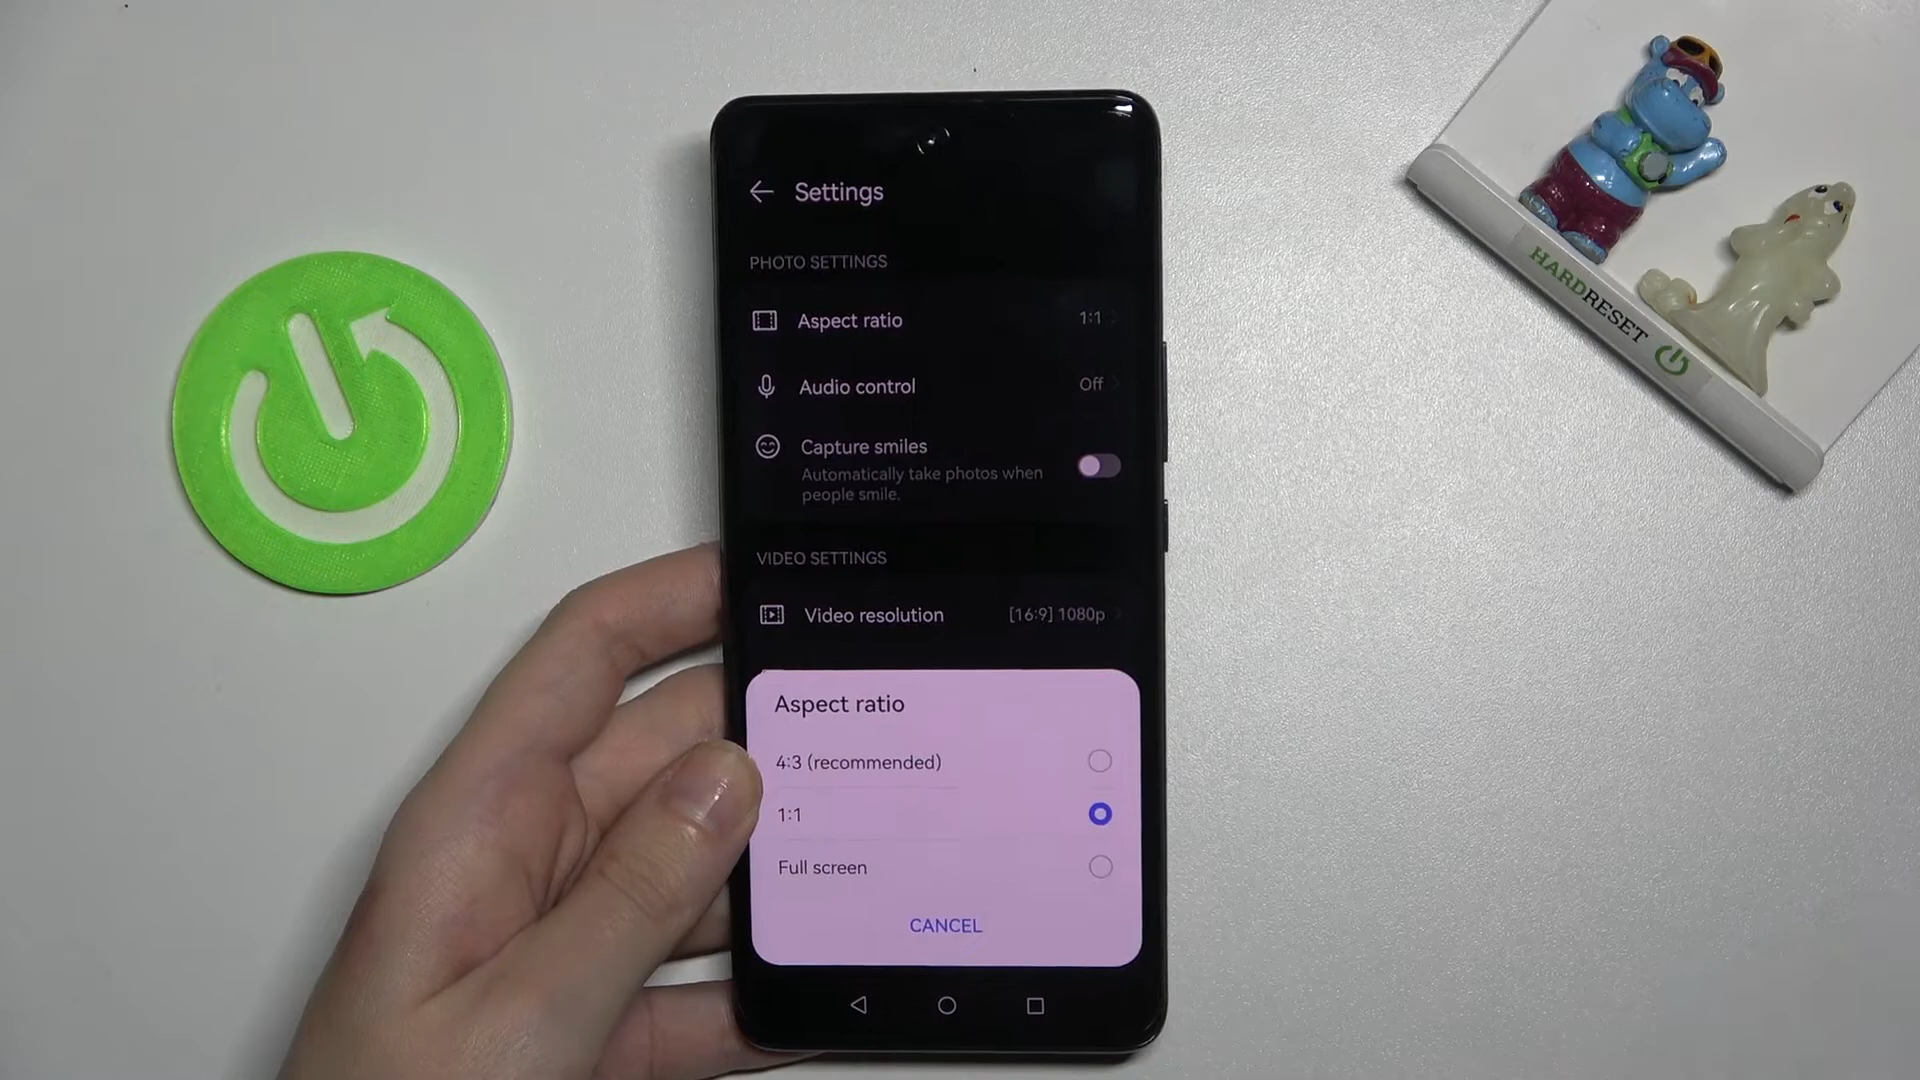 Settings
PHOTO SETTINGS
Aspect ratio 1:1
Audio control Off
Capture smiles
Automatically take photos when
people smile.
VIDEO SETTINGS
Video resolution [16:9] 1080p
Aspect ratio
4:3 (recommended)
1:1
Full screen
CANCEL
HARDRESET